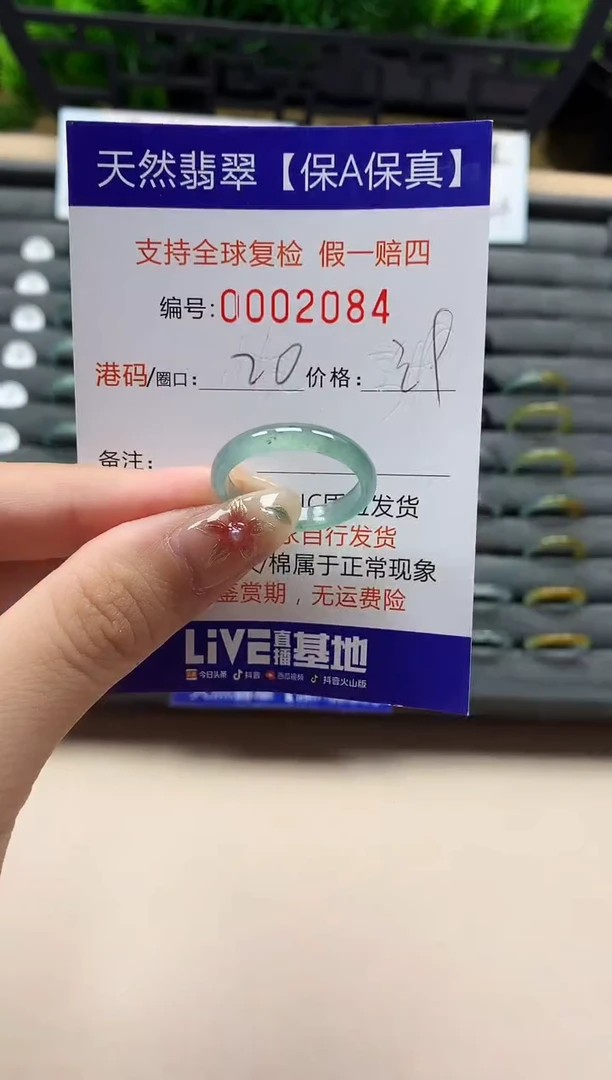 天然翡翠【保A保真】
支持全球复检 假一赔四
编号:0002084
港码/圈口: 20 价格:
备注:
发货
自行发货
/棉属于正常现象
鉴赏期，无运费险
LiVE直播基地
今日头条 抖音 西瓜视频 抖音火山版